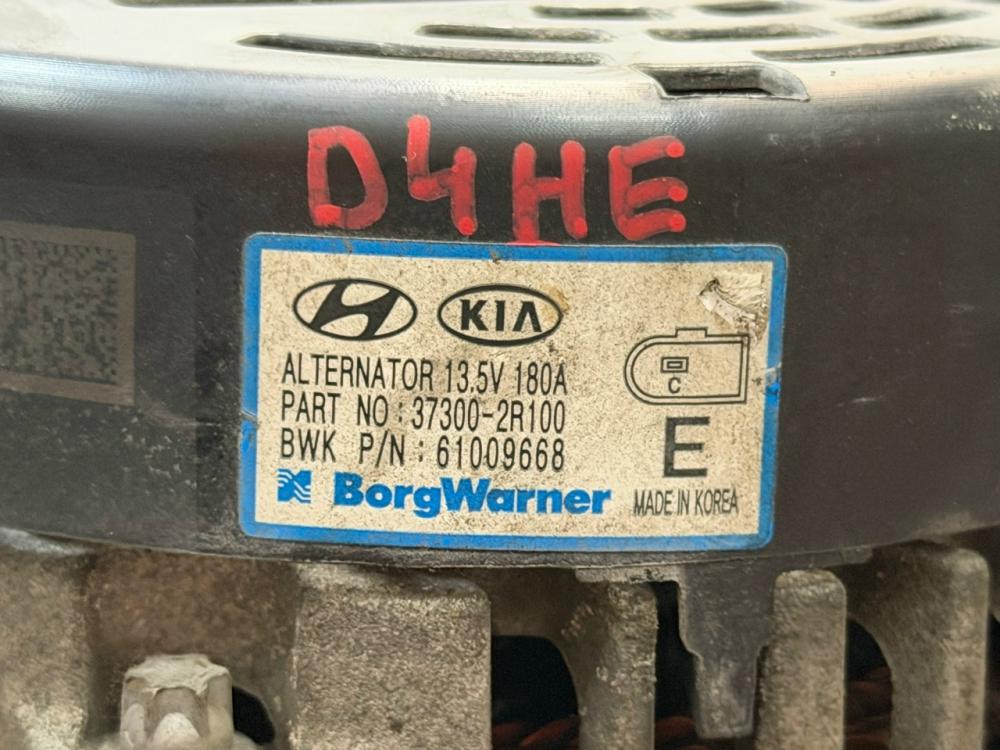 D4HE
KIA
ALTERNATOR 13.5V 180A
PART NO : 37300-2R100
BWK P/N : 61009668
BorgWarner
C
E
MADE IN KOREA